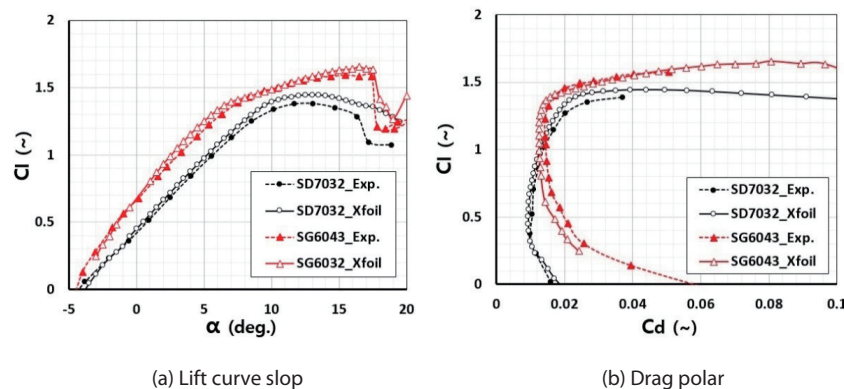 2
1.5
1
0.5
0
-5 0 5 10 15 20
Cl (~)
α (deg.)
SD7032_Exp.
SD7032_Xfoil
SG6043_Exp.
SG6032_Xfoil
(a) Lift curve slop
2
1.5
1
0.5
0
0 0.02 0.04 0.06 0.08 0.1
Cl (~)
Cd (~)
SD7032_Exp.
SD7032_Xfoil
SG6043_Exp.
SG6043_Xfoil
(b) Drag polar